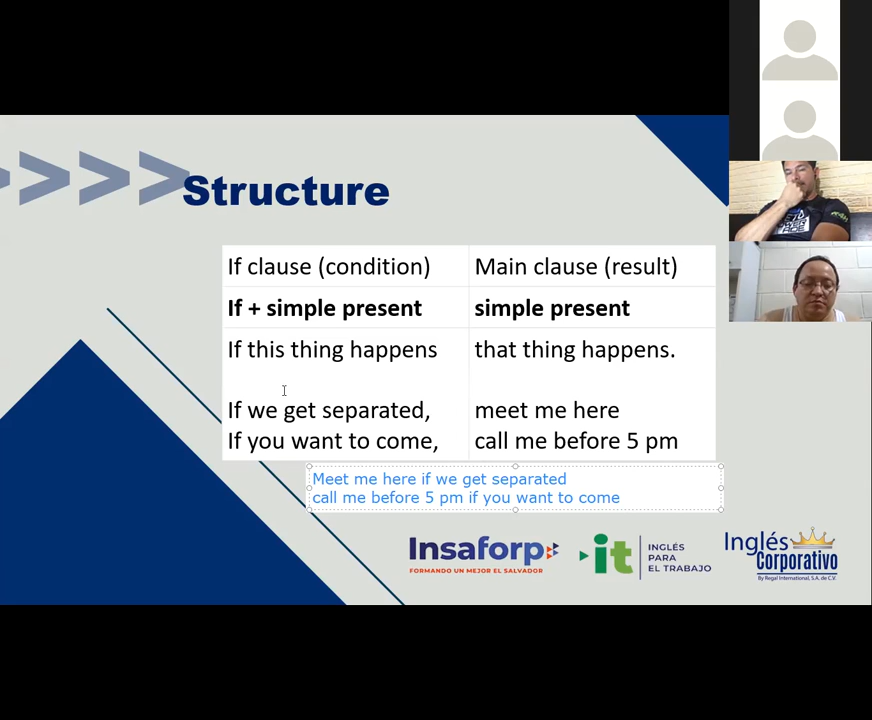 Structure
If clause (condition) Main clause (result)
If + simple present simple present
If this thing happens that thing happens.
If we get separated, meet me here
If you want to come, call me before 5 pm
Meet me here if we get separated
call me before 5 pm if you want to come
Insaforp
FORMANDO UN MEJOR EL SALVADOR
it
INGLÉS
PARA
EL TRABAJO
Inglés
Corporativo
By Regal International, S.A. de C.V.